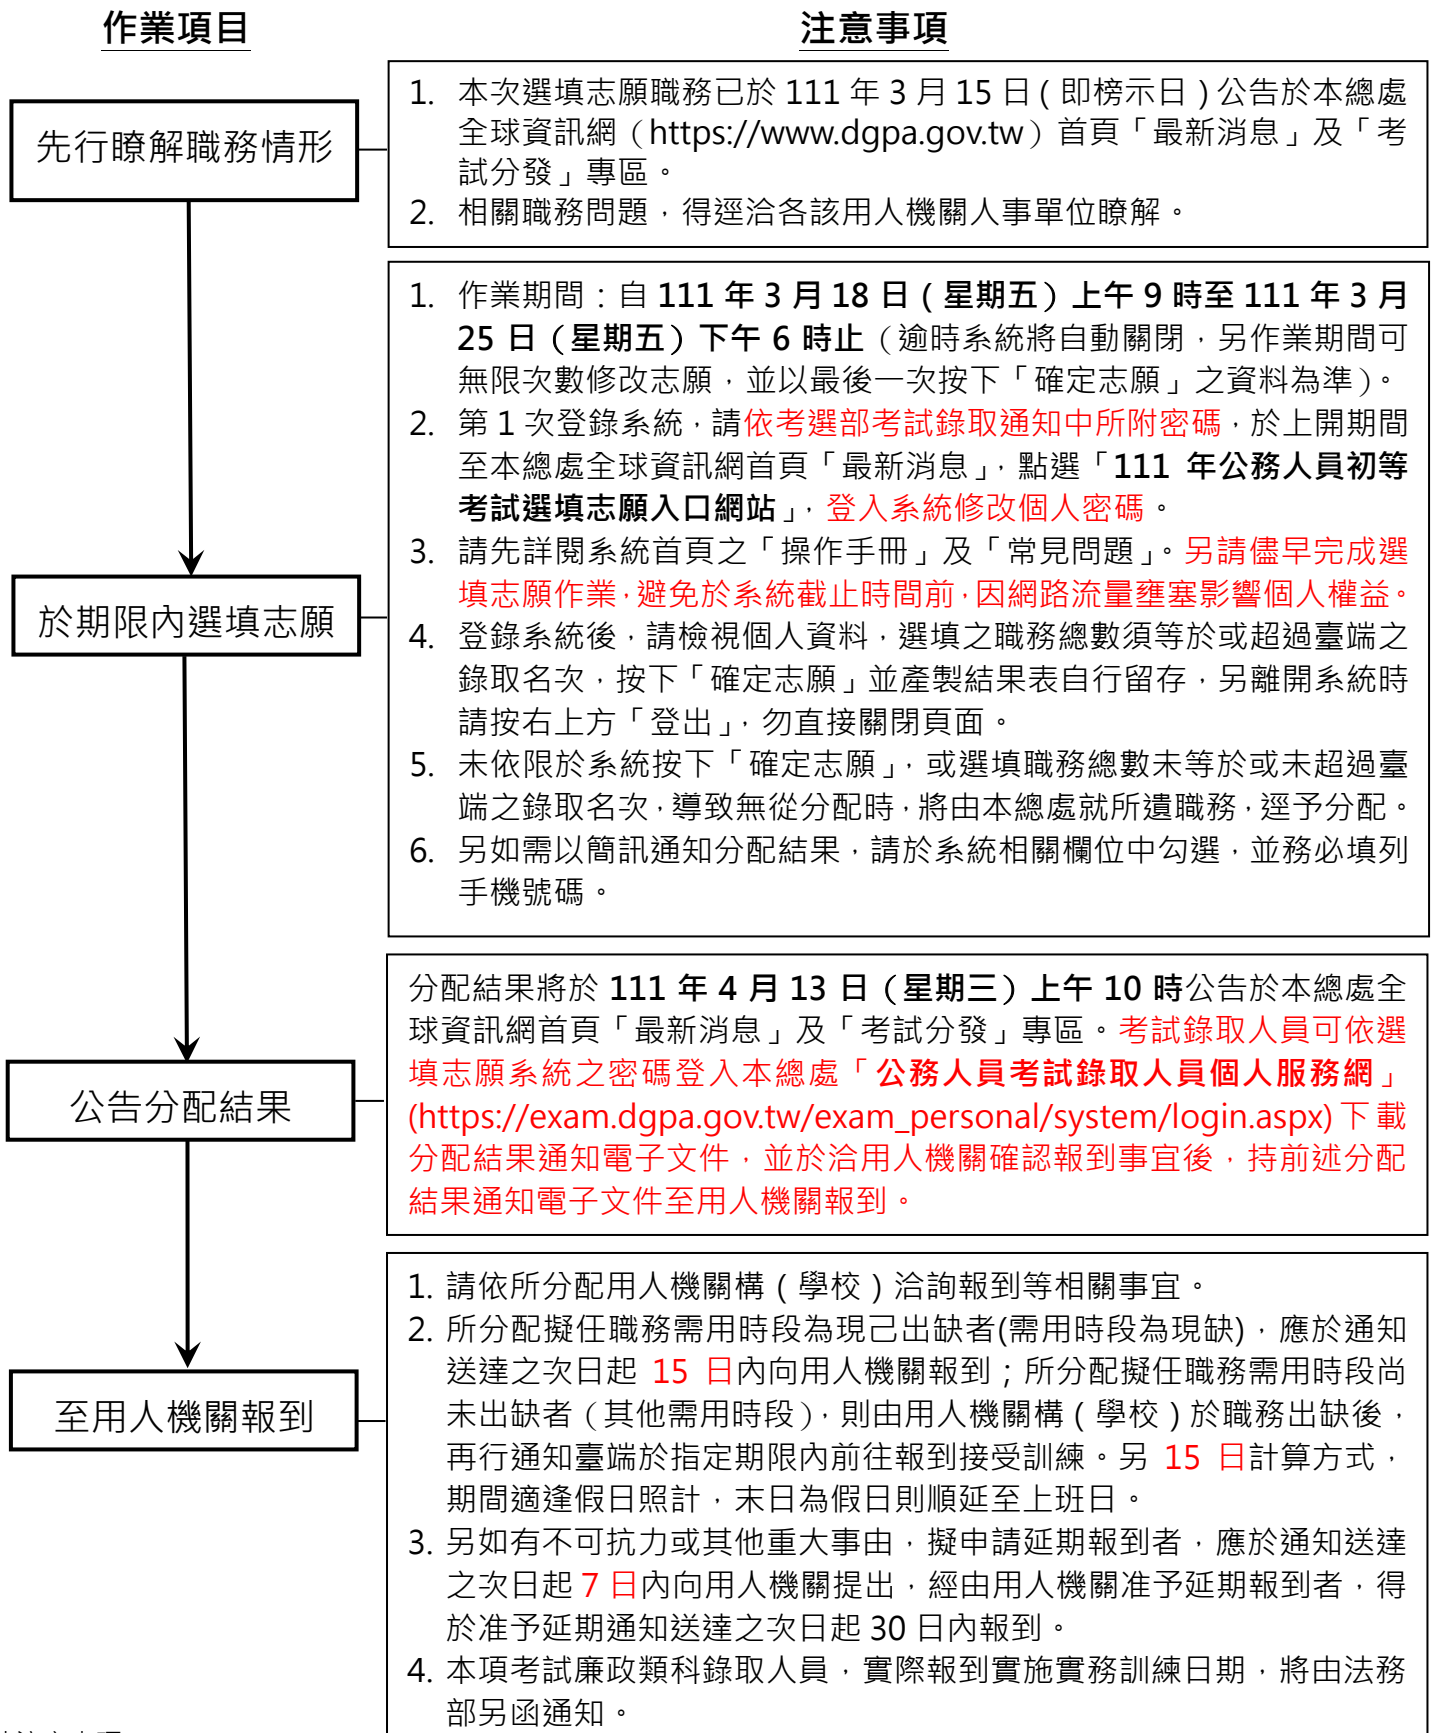 作業項目
注意事項
先行瞭解職務情形
1. 本次選填志願職務已於 111 年 3 月 15 日（即榜示日）公告於本總處
全球資訊網（https://www.dgpa.gov.tw）首頁「最新消息」及「考
試分發」專區。
2. 相關職務問題，得逕洽各該用人機關人事單位瞭解。
於期限內選填志願
1. 作業期間：自 111 年 3 月 18 日（星期五）上午 9 時至 111 年 3 月
25 日（星期五）下午 6 時止（逾時系統將自動關閉，另作業期間可
無限次數修改志願，並以最後一次按下「確定志願」之資料為準）。
2. 第 1 次登錄系統，請依考選部考試錄取通知中所附密碼，於上開期間
至本總處全球資訊網首頁「最新消息」，點選「111 年公務人員初等
考試選填志願入口網站」，登入系統修改個人密碼。
3. 請先詳閱系統首頁之「操作手冊」及「常見問題」。另請儘早完成選
填志願作業，避免於系統截止時間前，因網路流量壅塞影響個人權益。
4. 登錄系統後，請檢視個人資料，選填之職務總數須等於或超過臺端之
錄取名次，按下「確定志願」並產製結果表自行留存，另離開系統時
請按右上方「登出」，勿直接關閉頁面。
5. 未依限於系統按下「確定志願」，或選填職務總數未等於或未超過臺
端之錄取名次，導致無從分配時，將由本總處就所遺職務，逕予分配。
6. 另如需以簡訊通知分配結果，請於系統相關欄位中勾選，並務必填列
手機號碼。
公告分配結果
分配結果將於 111 年 4 月 13 日（星期三）上午 10 時公告於本總處全
球資訊網首頁「最新消息」及「考試分發」專區。考試錄取人員可依選
填志願系統之密碼登入本總處「公務人員考試錄取人員個人服務網」
(https://exam.dgpa.gov.tw/exam_personal/system/login.aspx)下載
分配結果通知電子文件，並於洽用人機關確認報到事宜後，持前述分配
結果通知電子文件至用人機關報到。
至用人機關報到
1. 請依所分配用人機關構（學校）洽詢報到等相關事宜。
2. 所分配擬任職務需用時段為現己出缺者(需用時段為現缺)，應於通知
送達之次日起 15 日內向用人機關報到；所分配擬任職務需用時段尚
未出缺者（其他需用時段），則由用人機關構（學校）於職務出缺後，
再行通知臺端於指定期限內前往報到接受訓練。另 15 日計算方式，
期間適逢假日照計，末日為假日則順延至上班日。
3. 另如有不可抗力或其他重大事由，擬申請延期報到者，應於通知送達
之次日起 7 日內向用人機關提出，經由用人機關准予延期報到者，得
於准予延期通知送達之次日起 30 日內報到。
4. 本項考試廉政類科錄取人員，實際報到實施實務訓練日期，將由法務
部另函通知。